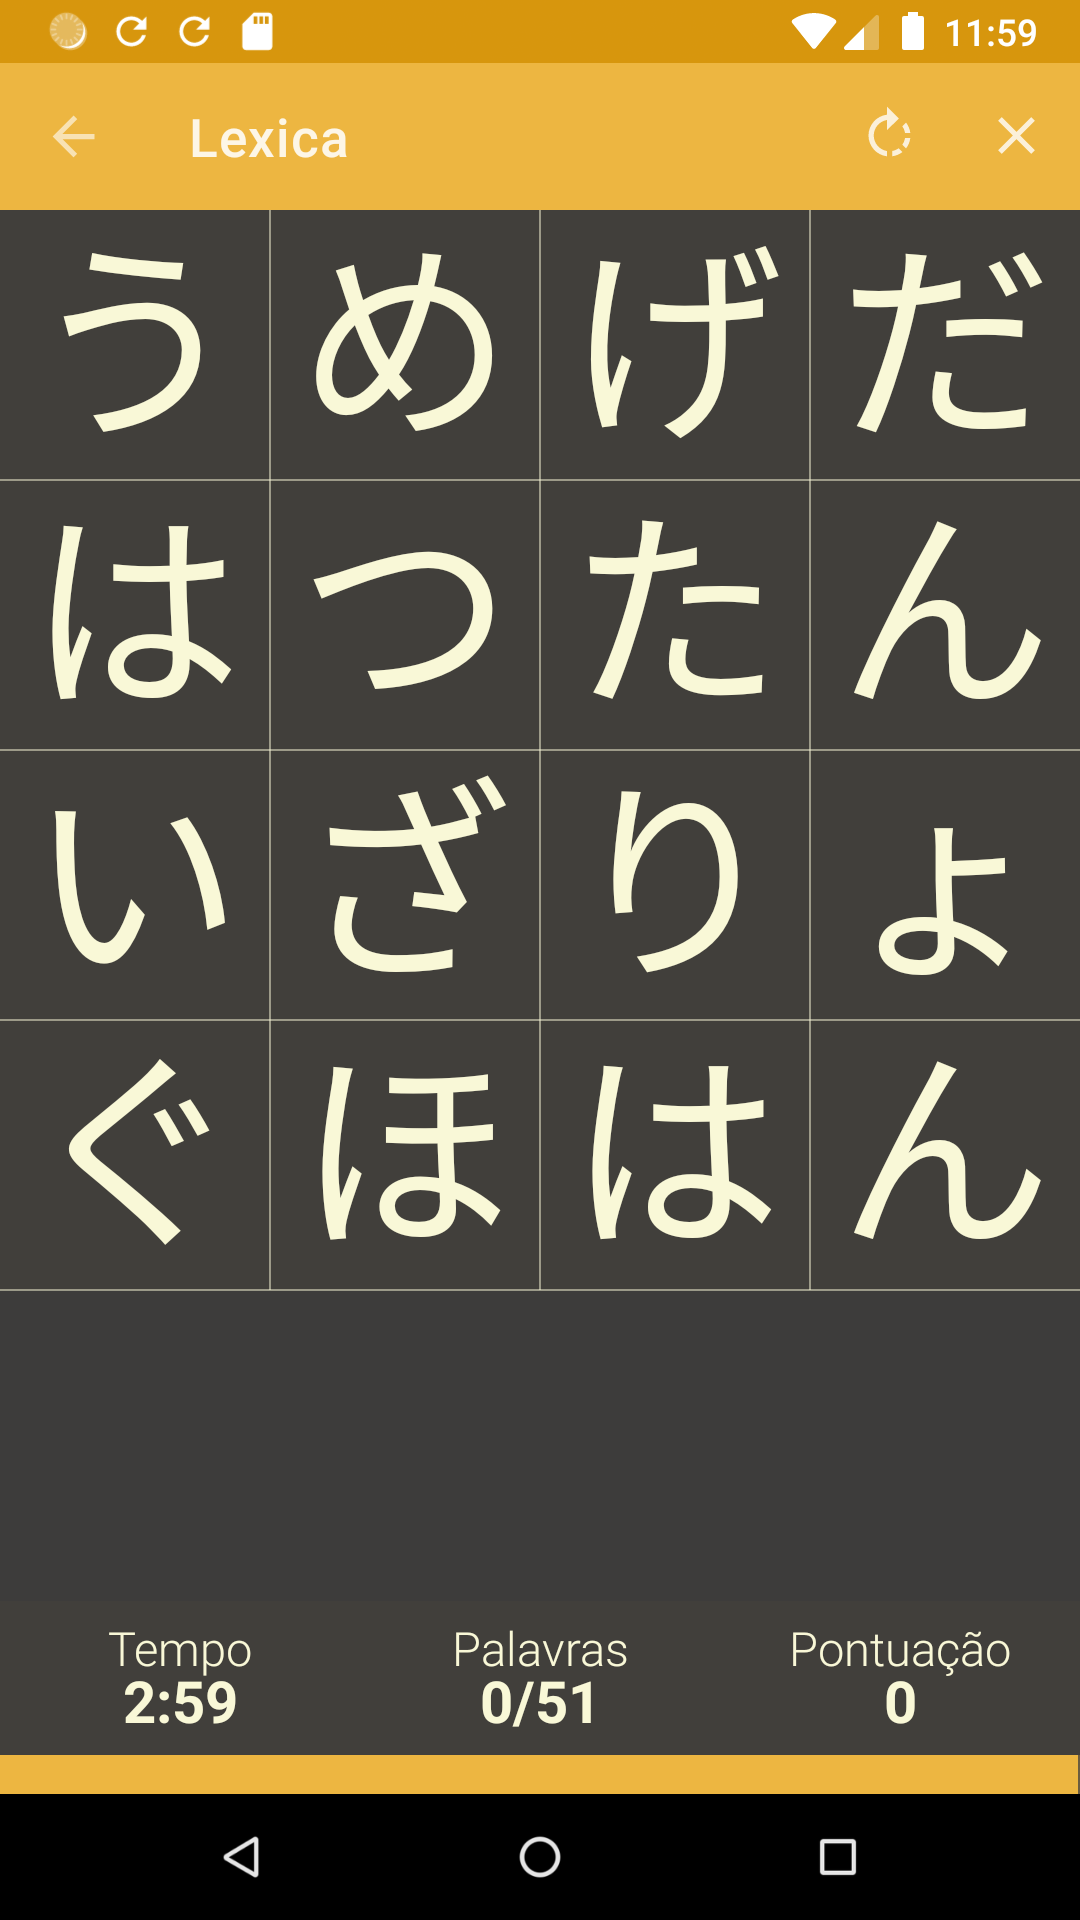 11:59
Lexica
う め げ だ
は つ た ん
い ざ り ょ
ぐ ほ は ん
Tempo Palavras Pontuação
2:59 0/51 0